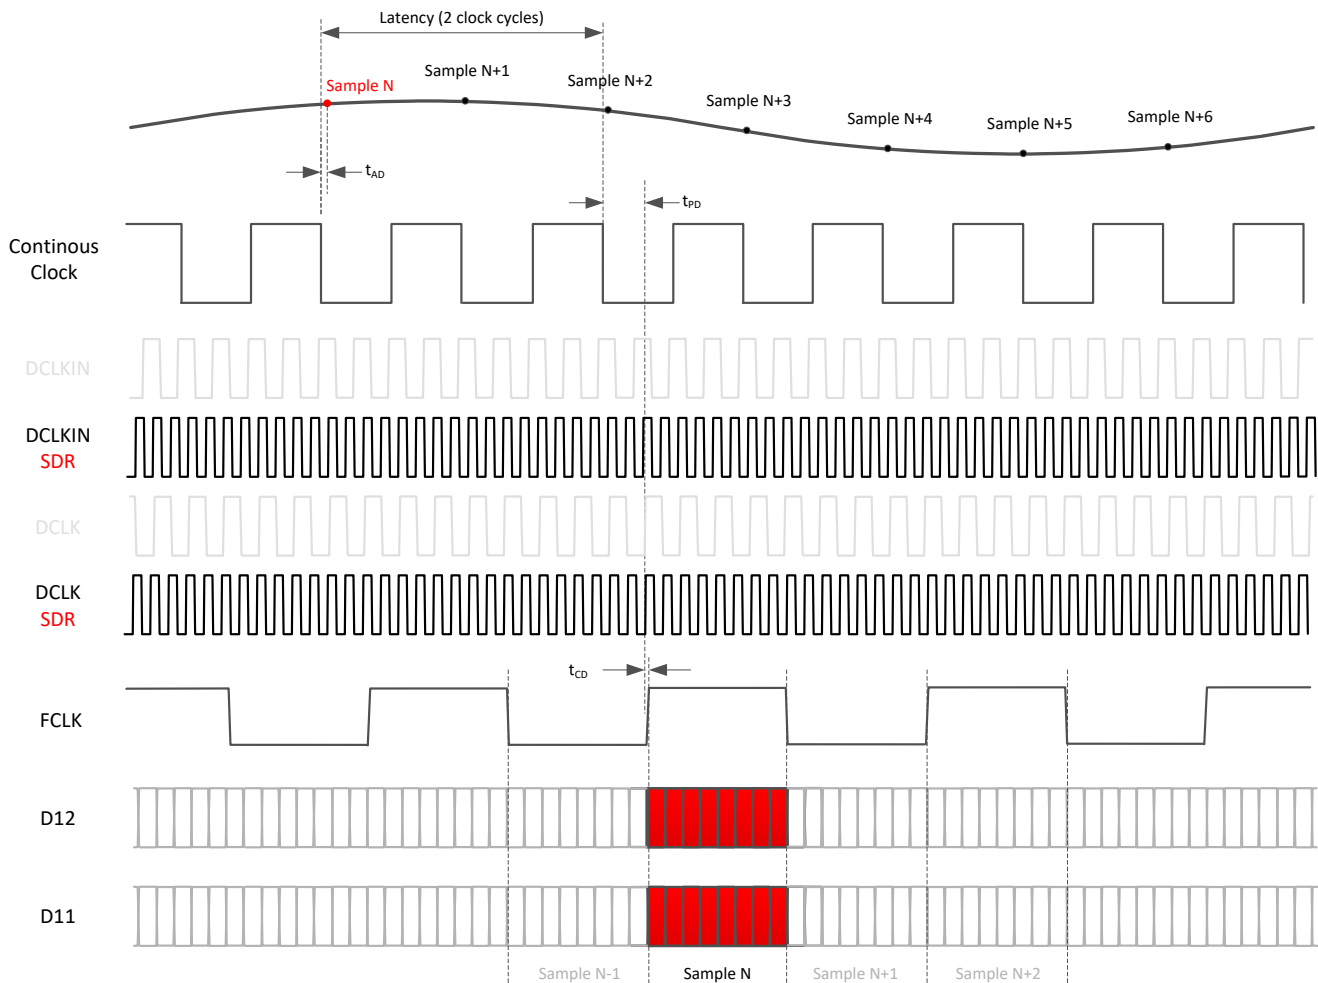 Latency (2 clock cycles)
Sample N
Sample N+1
Sample N+2
Sample N+3
Sample N+4
Sample N+5
Sample N+6
tAD
tPD
Continous
Clock
DCLKIN
DCLKIN
SDR
DCLK
DCLK
SDR
tCD
FCLK
D12
D11
Sample N-1
Sample N
Sample N+1
Sample N+2